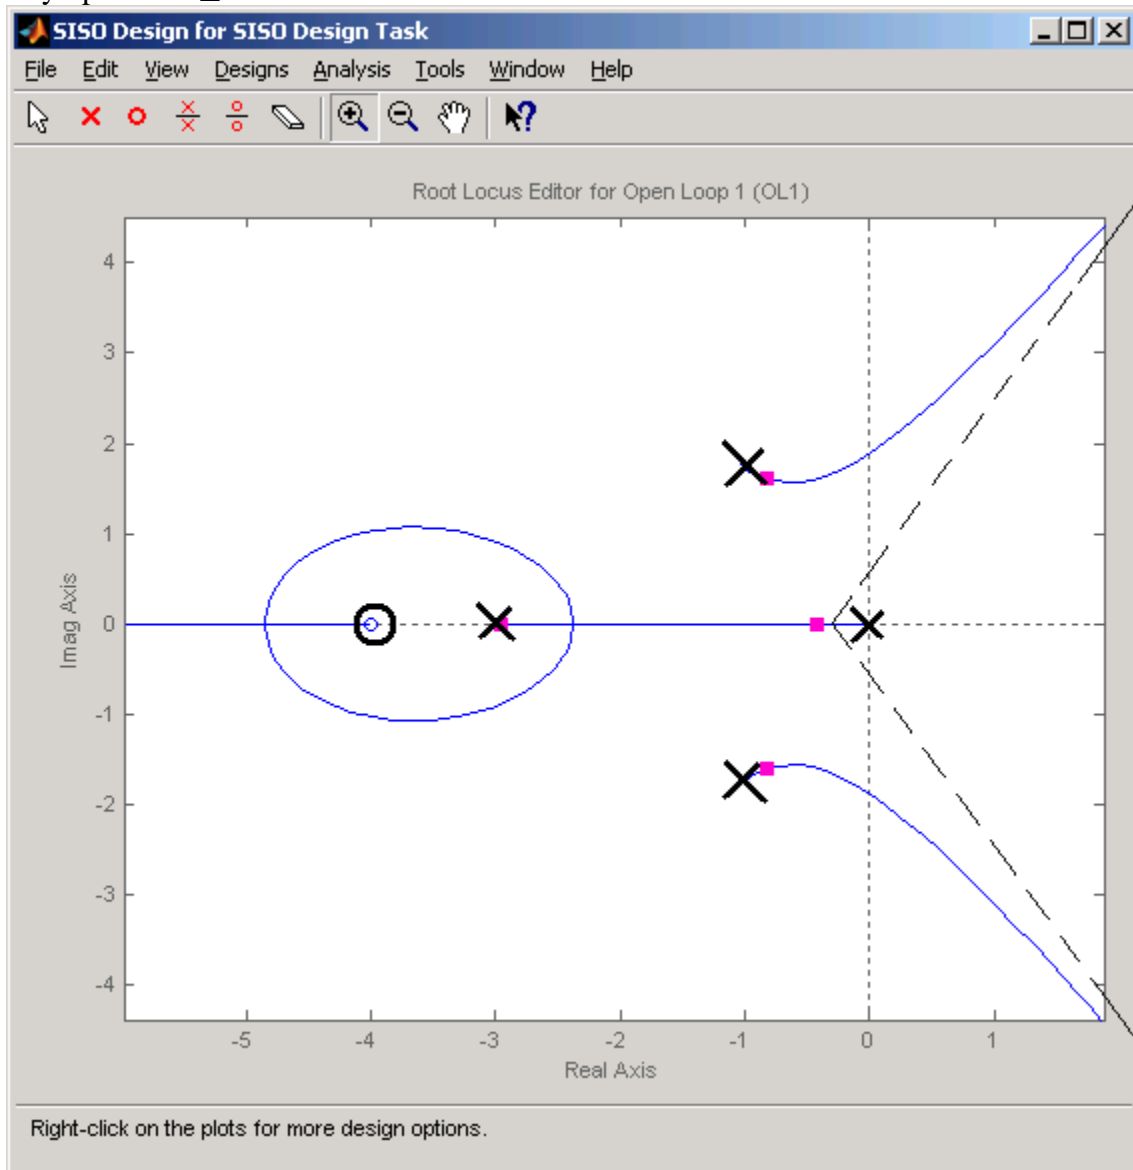 SISO Design for SISO Design Task
File Edit View Designs Analysis Tools Window Help
Root Locus Editor for Open Loop 1 (OL1)
4
3
2
1
0
-1
-2
-3
-4
Imag Axis
-5 -4 -3 -2 -1 0 1
Real Axis
Right-click on the plots for more design options.